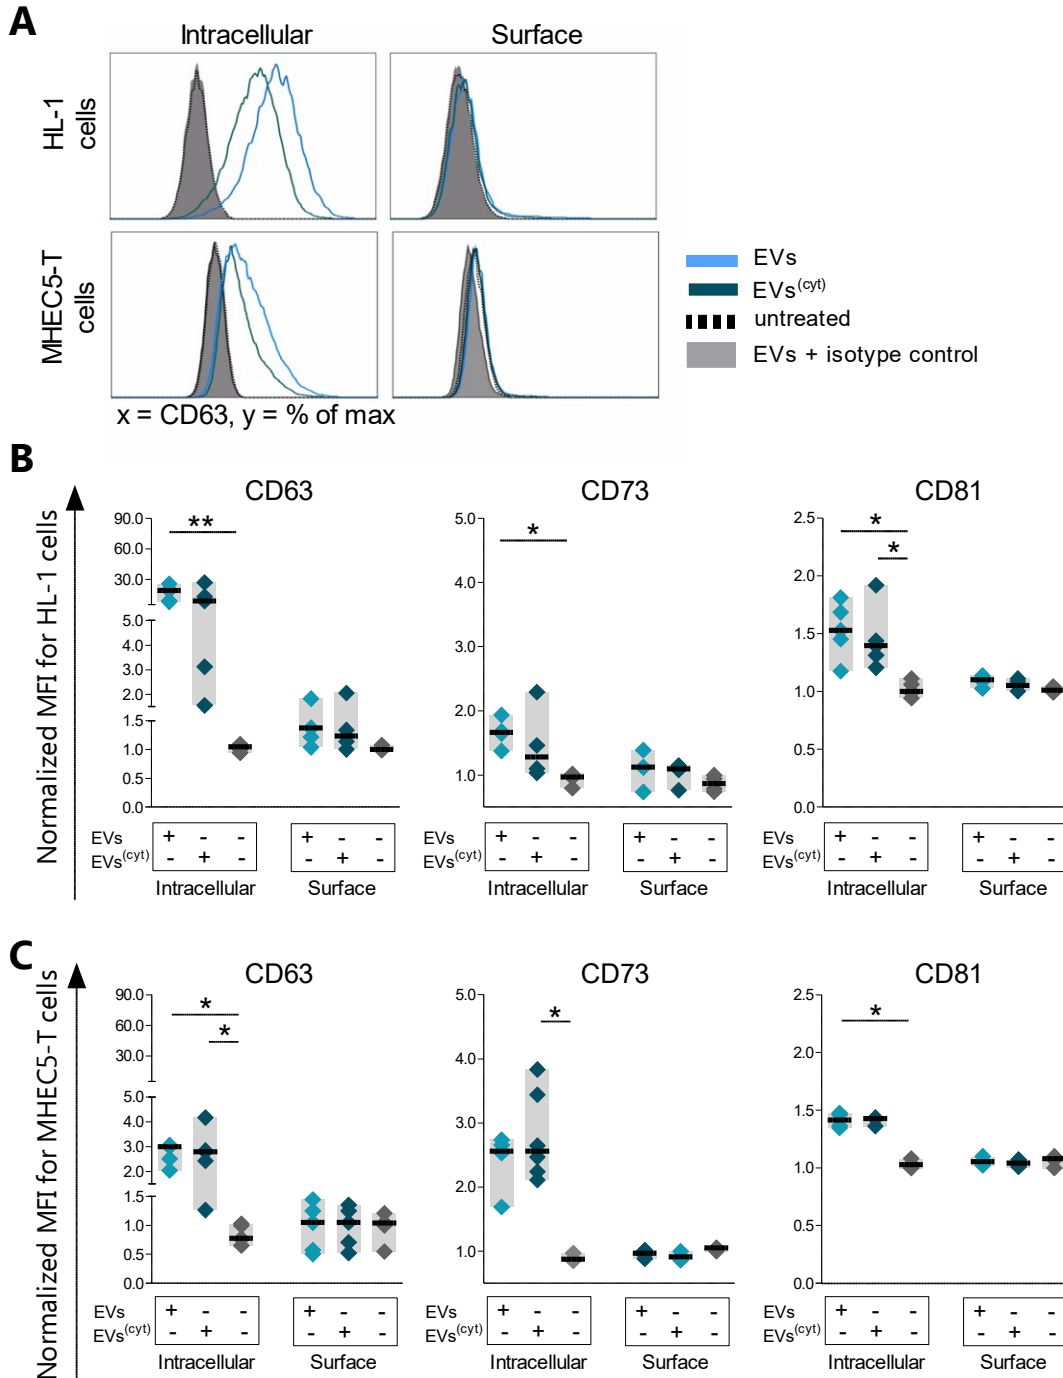 A
Intracellular Surface
HL-1
cells
MHEC5-T
cells
EVs
EVs(cyt)
untreated
EVs + isotype control
x = CD63, y = % of max
B
Normalized MFI for HL-1 cells
CD63
90.0
60.0
30.0
5.0
4.0
3.0
2.0
1.5
1.0
0.5
0.0
**
EVs + - - + - -
EVs(cyt) - + - - + -
Intracellular Surface
CD73
5.0
4.0
3.0
2.0
1.0
*
EVs + - - + - -
EVs(cyt) - + - - + -
Intracellular Surface
CD81
2.5
2.0
1.5
1.0
0.5
0.0
*
*
EVs + - - + - -
EVs(cyt) - + - - + -
Intracellular Surface
C
Normalized MFI for MHEC5-T cells
CD63
90.0
60.0
30.0
5.0
4.0
3.0
2.0
1.5
1.0
0.5
0.0
*
*
EVs + - - + - -
EVs(cyt) - + - - + -
Intracellular Surface
CD73
5.0
4.0
3.0
2.0
1.0
*
EVs + - - + - -
EVs(cyt) - + - - + -
Intracellular Surface
CD81
2.5
2.0
1.5
1.0
0.5
0.0
*
EVs + - - + - -
EVs(cyt) - + - - + -
Intracellular Surface